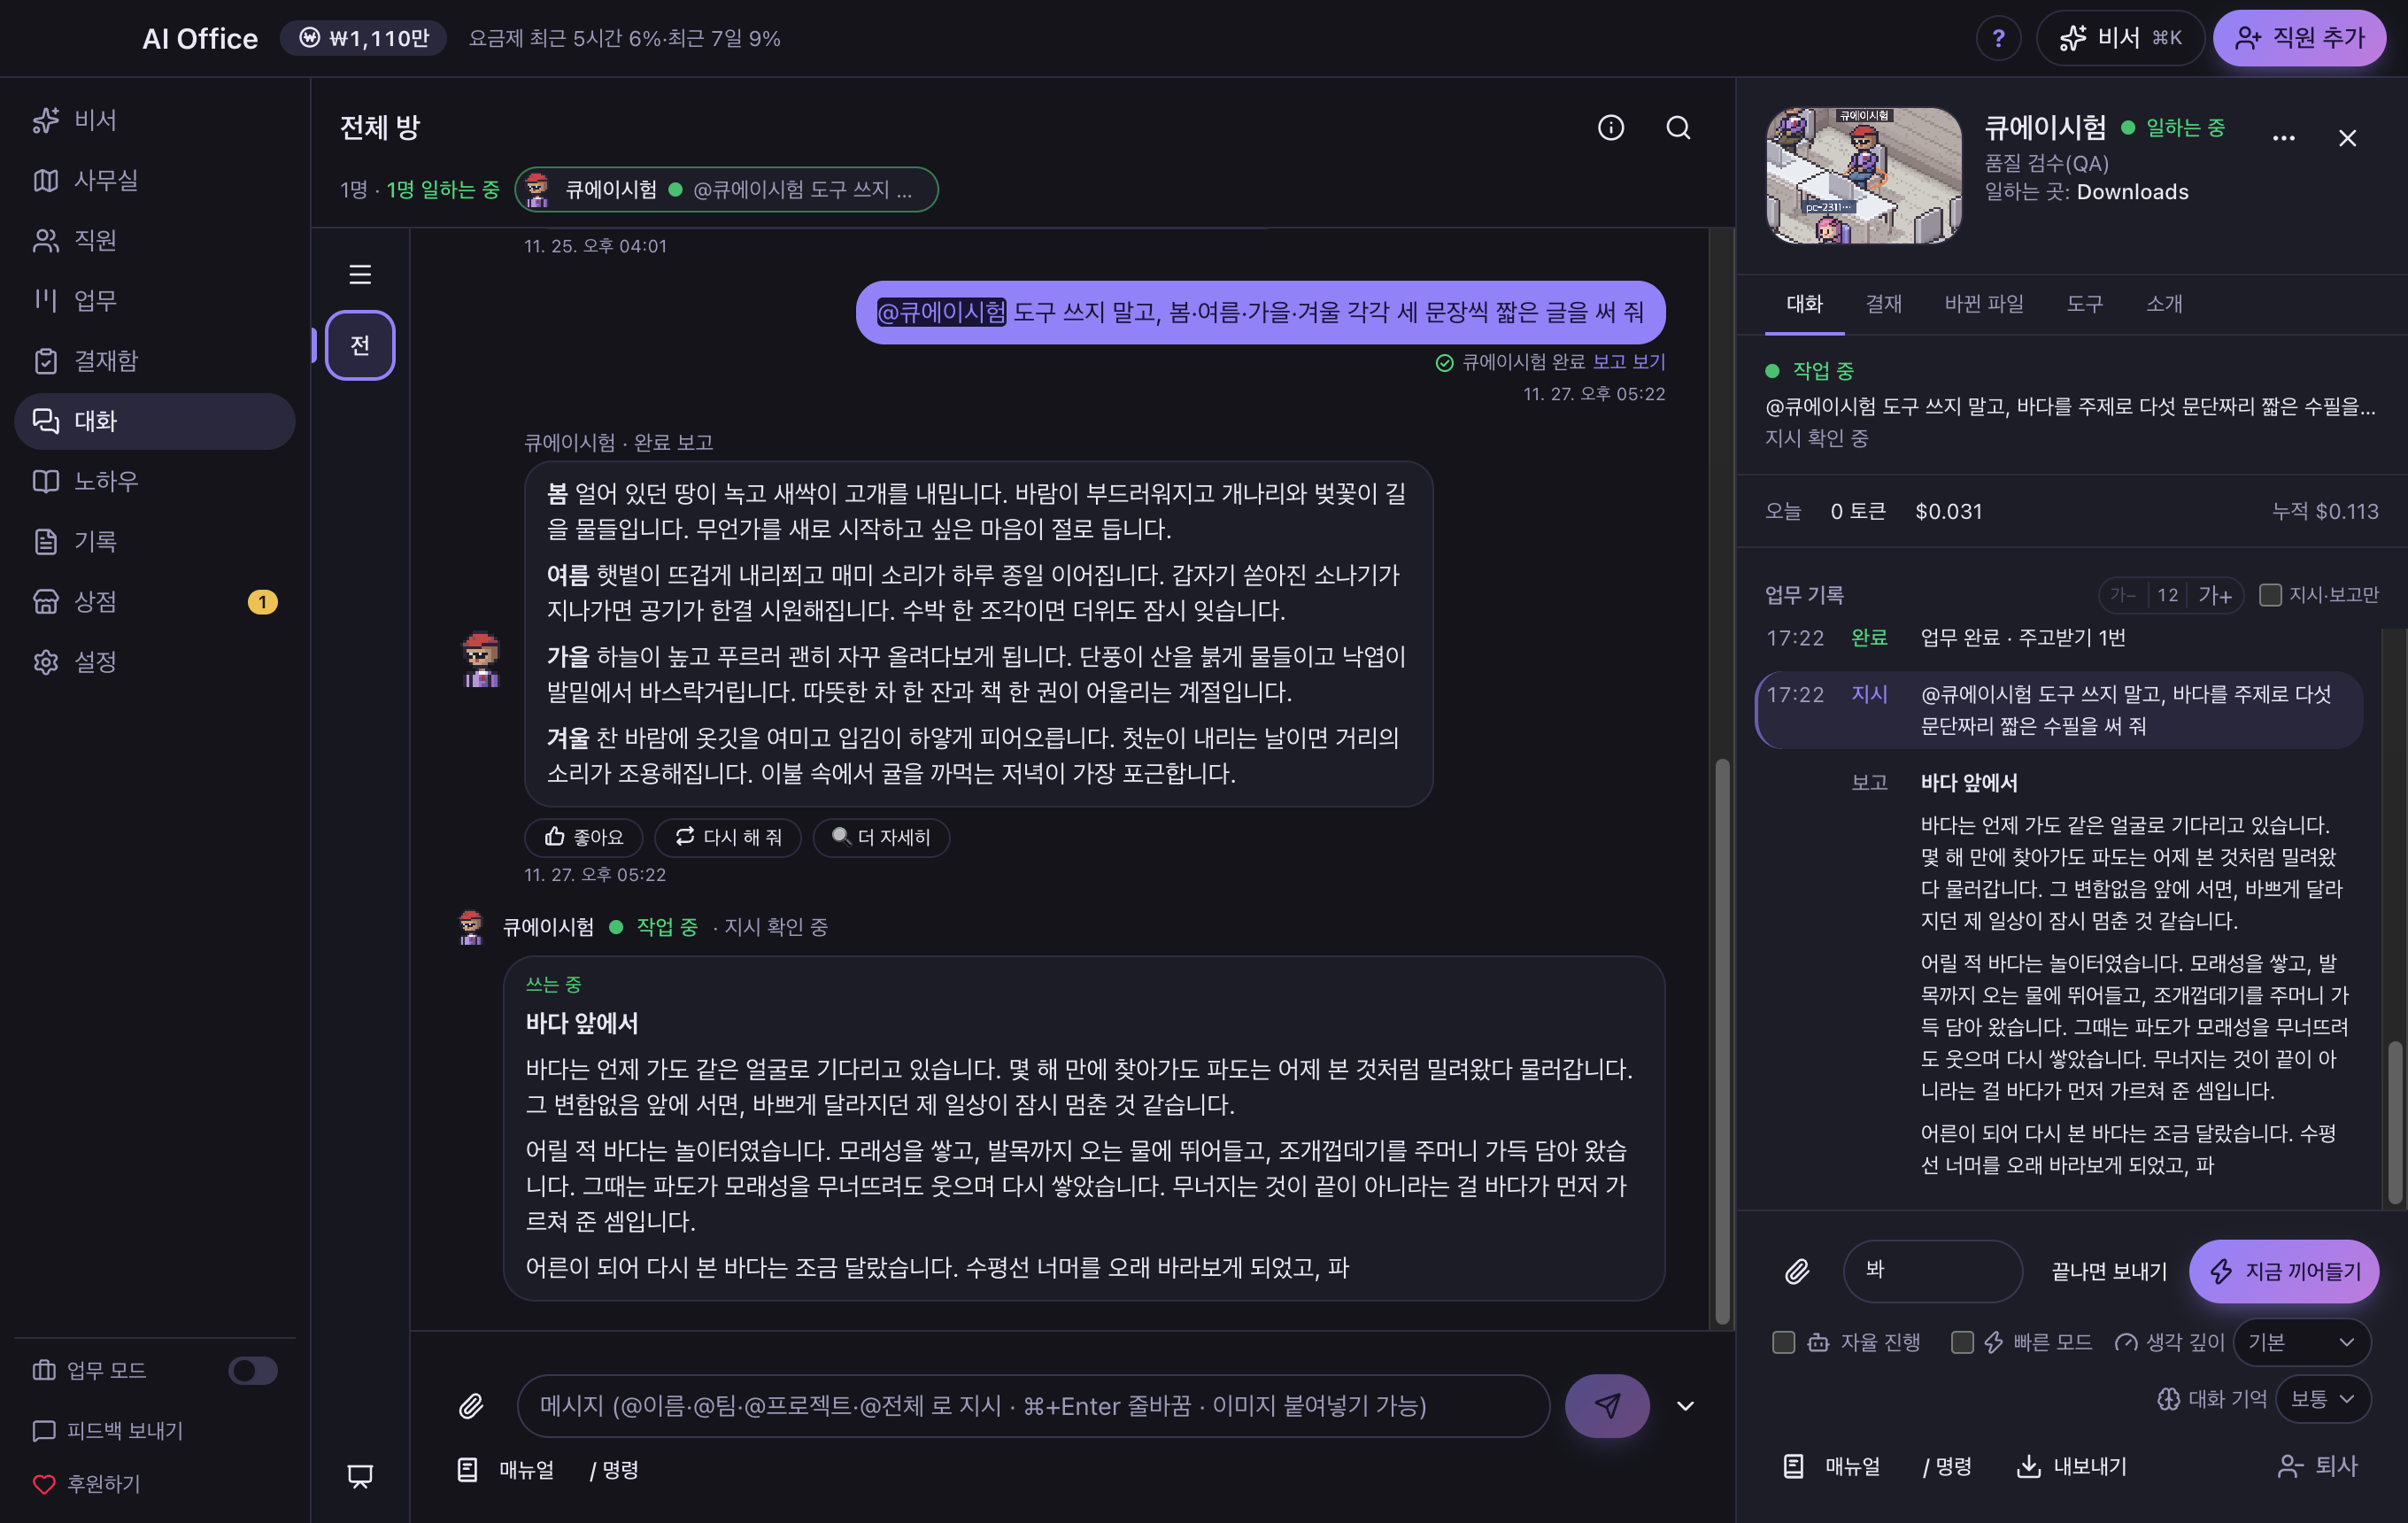 AI Office
₩1,110만
요금제 최근 5시간 6%·최근 7일 9%
?
비서 ⌘K
직원 추가
비서
사무실
직원
업무
결재함
대화
노하우
기록
상점
1
설정
업무 모드
피드백 보내기
후원하기
전체 방
1명 · 1명 일하는 중
큐에이시험
@큐에이시험 도구 쓰지 ...
전
11. 25. 오후 04:01
@큐에이시험 도구 쓰지 말고, 봄·여름·가을·겨울 각각 세 문장씩 짧은 글을 써 줘
큐에이시험 완료 보고 보기
11. 27. 오후 05:22
큐에이시험 · 완료 보고
봄 얼어 있던 땅이 녹고 새싹이 고개를 내밉니다. 바람이 부드러워지고 개나리와 벚꽃이 길
을 물들입니다. 무언가를 새로 시작하고 싶은 마음이 절로 듭니다.
여름 햇볕이 뜨겁게 내리쬐고 매미 소리가 하루 종일 이어집니다. 갑자기 쏟아진 소나기가
지나가면 공기가 한결 시원해집니다. 수박 한 조각이면 더위도 잠시 잊습니다.
가을 하늘이 높고 푸르러 괜히 자꾸 올려다보게 됩니다. 단풍이 산을 붉게 물들이고 낙엽이
발밑에서 바스락거립니다. 따뜻한 차 한 잔과 책 한 권이 어울리는 계절입니다.
겨울 찬 바람에 옷깃을 여미고 입김이 하얗게 피어오릅니다. 첫눈이 내리는 날이면 거리의
소리가 조용해집니다. 이불 속에서 귤을 까먹는 저녁이 가장 포근합니다.
좋아요
다시 해 줘
더 자세히
11. 27. 오후 05:22
큐에이시험 작업 중 · 지시 확인 중
쓰는 중
바다 앞에서
바다는 언제 가도 같은 얼굴로 기다리고 있습니다. 몇 해 만에 찾아가도 파도는 어제 본 것처럼 밀려왔다 물러갑니다.
그 변함없음 앞에 서면, 바쁘게 달라지던 제 일상이 잠시 멈춘 것 같습니다.
어릴 적 바다는 놀이터였습니다. 모래성을 쌓고, 발목까지 오는 물에 뛰어들고, 조개껍데기를 주머니 가득 담아 왔습
니다. 그때는 파도가 모래성을 무너뜨려도 웃으며 다시 쌓았습니다. 무너지는 것이 끝이 아니라는 걸 바다가 먼저 가
르쳐 준 셈입니다.
어른이 되어 다시 본 바다는 조금 달랐습니다. 수평선 너머를 오래 바라보게 되었고, 파
메시지 (@이름·@팀·@프로젝트·@전체 로 지시 · ⌘+Enter 줄바꿈 · 이미지 붙여넣기 가능)
매뉴얼
/ 명령
큐에이시험
pc-2311…
큐에이시험 일하는 중
품질 검수(QA)
일하는 곳: Downloads
대화
결재
바뀐 파일
도구
소개
작업 중
@큐에이시험 도구 쓰지 말고, 바다를 주제로 다섯 문단짜리 짧은 수필을...
지시 확인 중
오늘 0 토큰 $0.031
누적 $0.113
업무 기록
가− 12 가+
지시·보고만
17:22 완료 업무 완료 · 주고받기 1번
17:22 지시 @큐에이시험 도구 쓰지 말고, 바다를 주제로 다섯
문단짜리 짧은 수필을 써 줘
보고 바다 앞에서
바다는 언제 가도 같은 얼굴로 기다리고 있습니다.
몇 해 만에 찾아가도 파도는 어제 본 것처럼 밀려왔
다 물러갑니다. 그 변함없음 앞에 서면, 바쁘게 달라
지던 제 일상이 잠시 멈춘 것 같습니다.
어릴 적 바다는 놀이터였습니다. 모래성을 쌓고, 발
목까지 오는 물에 뛰어들고, 조개껍데기를 주머니 가
득 담아 왔습니다. 그때는 파도가 모래성을 무너뜨려
도 웃으며 다시 쌓았습니다. 무너지는 것이 끝이 아
니라는 걸 바다가 먼저 가르쳐 준 셈입니다.
어른이 되어 다시 본 바다는 조금 달랐습니다. 수평
선 너머를 오래 바라보게 되었고, 파
봐
끝나면 보내기
지금 끼어들기
자율 진행
빠른 모드
생각 깊이 기본
대화 기억 보통
매뉴얼
/ 명령
내보내기
퇴사